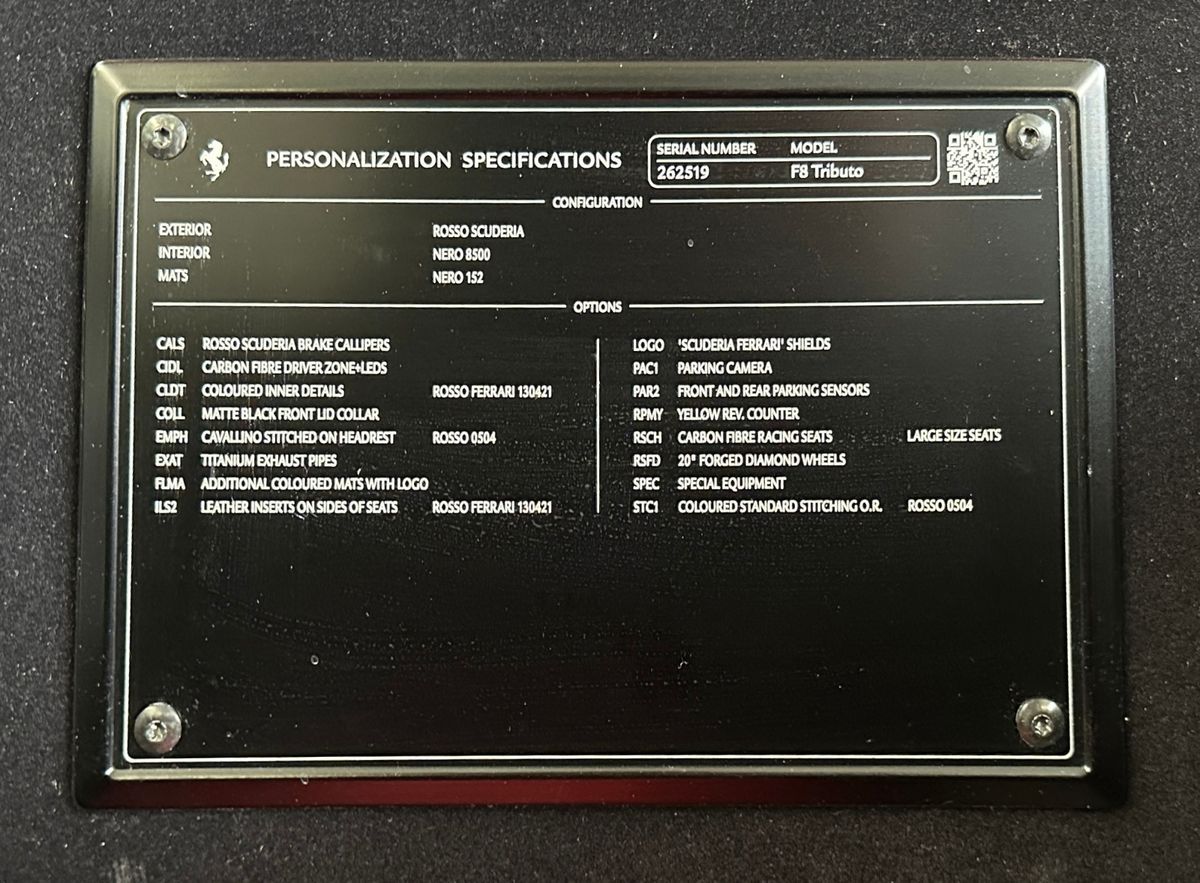 PERSONALIZATION SPECIFICATIONS
SERIAL NUMBER MODEL
262519 F8 Tributo
CONFIGURATION
EXTERIOR ROSSO SCUDERIA
INTERIOR NERO 8500
MATS NERO 152
OPTIONS
CALS ROSSO SCUDERIA BRAKE CALLIPERS
CIDL CARBON FIBRE DRIVER ZONE+LEDS
CLDT COLOURED INNER DETAILS ROSSO FERRARI 130421
COLL MATTE BLACK FRONT LID COLLAR
EMPH CAVALLINO STITCHED ON HEADREST ROSSO 0504
EXAT TITANIUM EXHAUST PIPES
FLMA ADDITIONAL COLOURED MATS WITH LOGO
ILS2 LEATHER INSERTS ON SIDES OF SEATS ROSSO FERRARI 130421
LOGO 'SCUDERIA FERRARI' SHIELDS
PAC1 PARKING CAMERA
PAR2 FRONT AND REAR PARKING SENSORS
RPMY YELLOW REV. COUNTER
RSCH CARBON FIBRE RACING SEATS LARGE SIZE SEATS
RSFD 20" FORGED DIAMOND WHEELS
SPEC SPECIAL EQUIPMENT
STC1 COLOURED STANDARD STITCHING O.R. ROSSO 0504